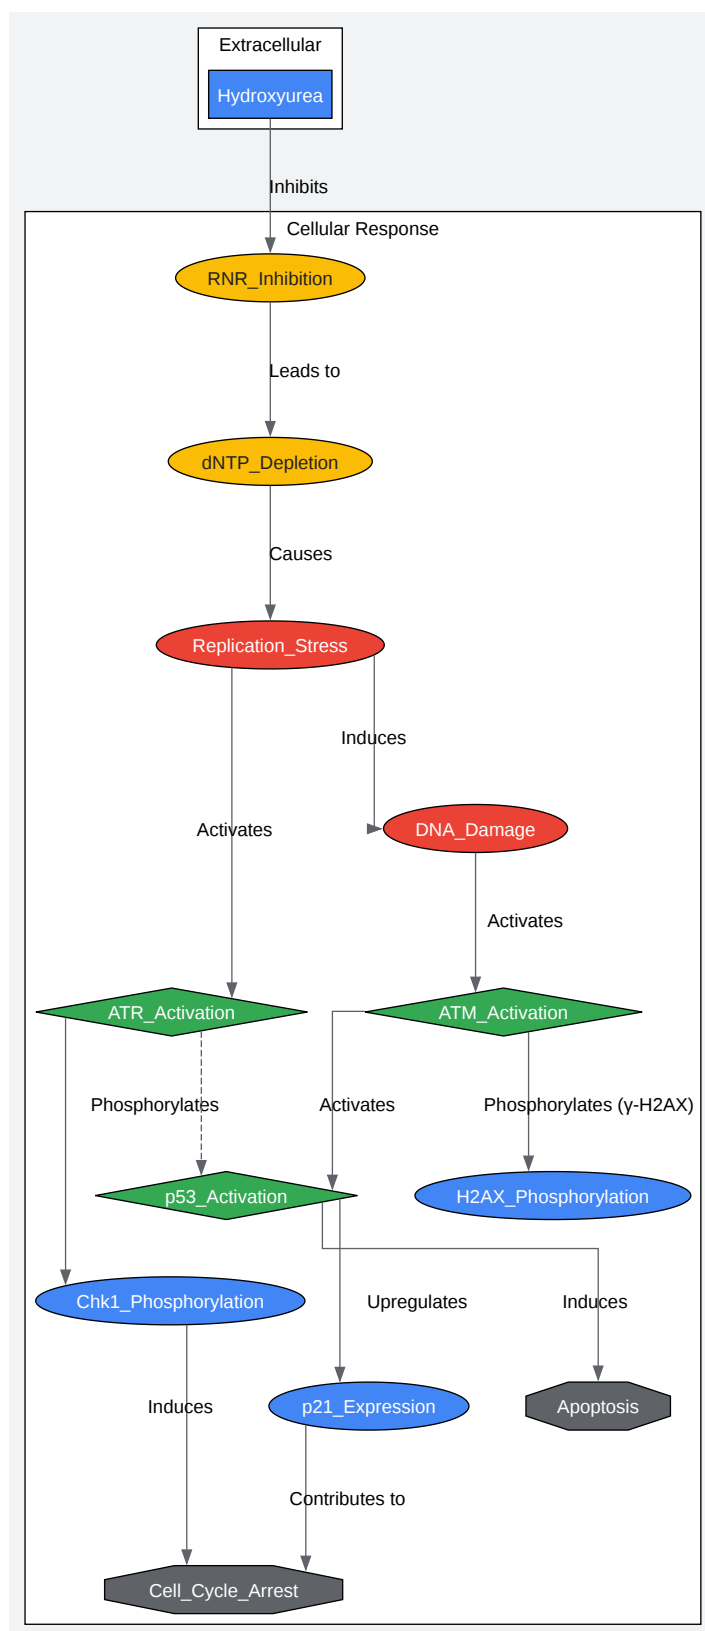 Extracellular
Hydroxyurea
Inhibits
Cellular Response
RNR_Inhibition
Leads to
dNTP_Depletion
Causes
Replication_Stress
Induces
Activates
DNA_Damage
Activates
ATR_Activation
ATM_Activation
Phosphorylates
Activates
Phosphorylates (γ-H2AX)
p53_Activation
H2AX_Phosphorylation
Chk1_Phosphorylation
Upregulates
Induces
Induces
p21_Expression
Apoptosis
Contributes to
Cell_Cycle_Arrest